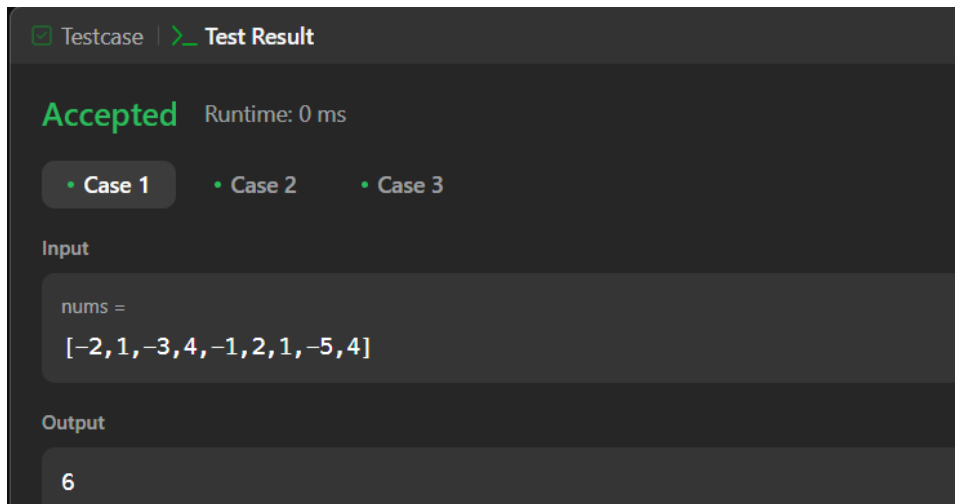 Testcase | >_ Test Result
Accepted Runtime: 0 ms
• Case 1 • Case 2 • Case 3
Input
nums =
[-2,1,-3,4,-1,2,1,-5,4]
Output
6